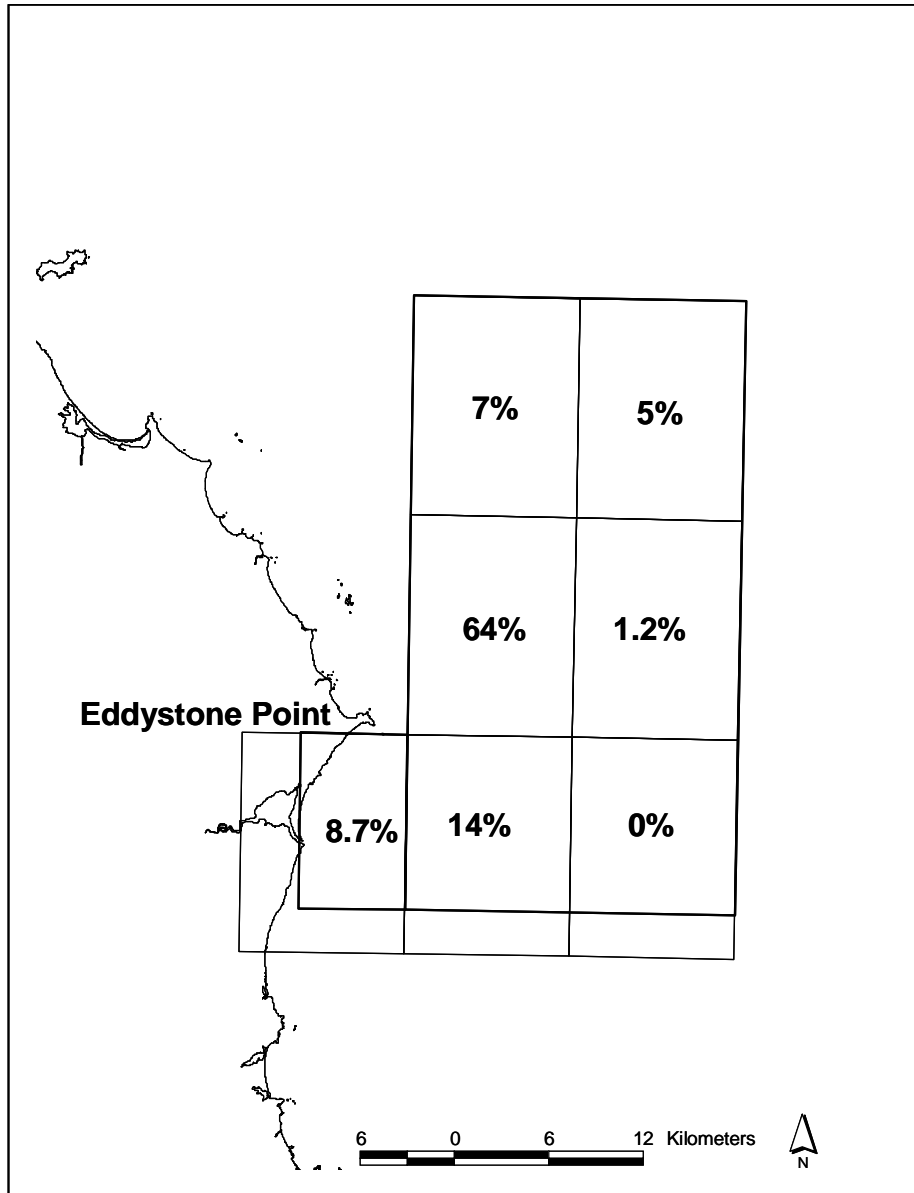 7% 5%
64% 1.2%
Eddystone Point
8.7% 14% 0%
6 0 6 12 Kilometers
N